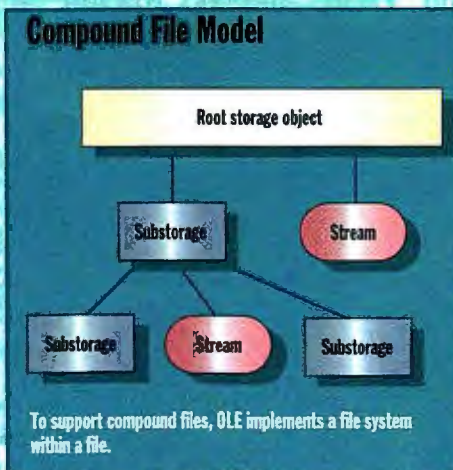 Compound File Model
Root storage object
Substorage
Stream
Substorage
Stream
Substorage
To support compound files, OLE implements a file system
within a file.